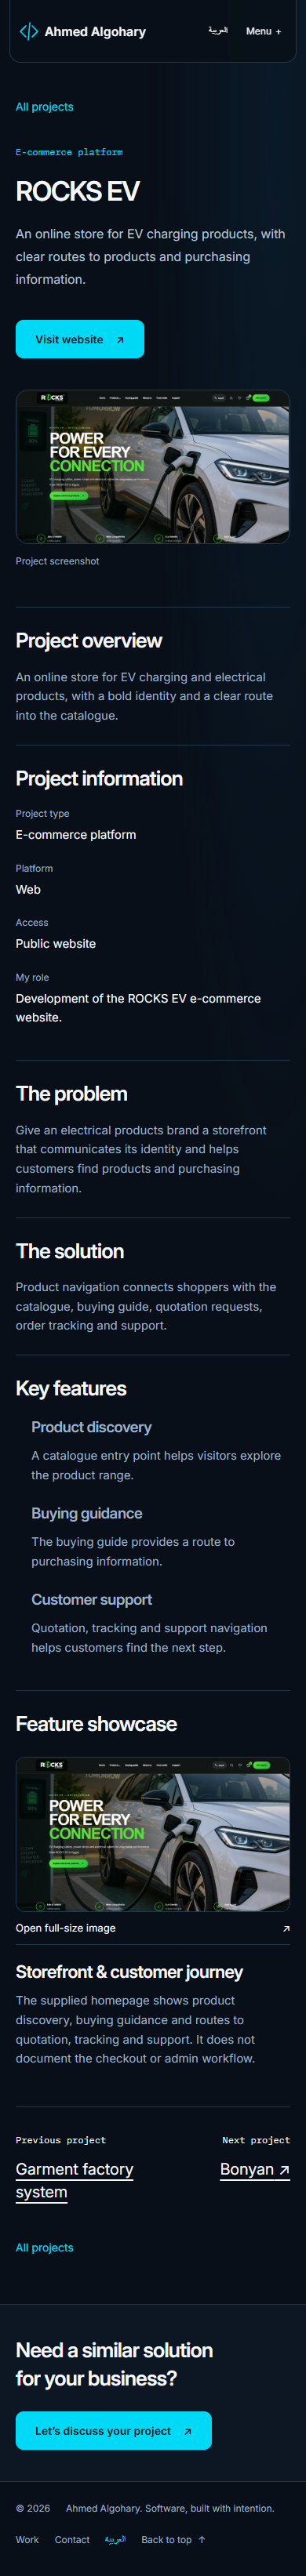 Ahmed Algohary
العربية
Menu +
All projects
E-commerce platform
ROCKS EV
An online store for EV charging products, with
clear routes to products and purchasing
information.
Visit website ↗
ROCKS
POWER
FOR EVERY
CONNECTION
Project screenshot
Project overview
An online store for EV charging and electrical
products, with a bold identity and a clear route
into the catalogue.
Project information
Project type
E-commerce platform
Platform
Web
Access
Public website
My role
Development of the ROCKS EV e-commerce
website.
The problem
Give an electrical products brand a storefront
that communicates its identity and helps
customers find products and purchasing
information.
The solution
Product navigation connects shoppers with the
catalogue, buying guide, quotation requests,
order tracking and support.
Key features
Product discovery
A catalogue entry point helps visitors explore
the product range.
Buying guidance
The buying guide provides a route to
purchasing information.
Customer support
Quotation, tracking and support navigation
helps customers find the next step.
Feature showcase
ROCKS
POWER
FOR EVERY
CONNECTION
Open full-size image ↗
Storefront & customer journey
The supplied homepage shows product
discovery, buying guidance and routes to
quotation, tracking and support. It does not
document the checkout or admin workflow.
Previous project
Garment factory
system
Next project
Bonyan ↗
All projects
Need a similar solution
for your business?
Let's discuss your project ↗
© 2026 Ahmed Algohary. Software, built with intention.
Work Contact العربية Back to top ↑